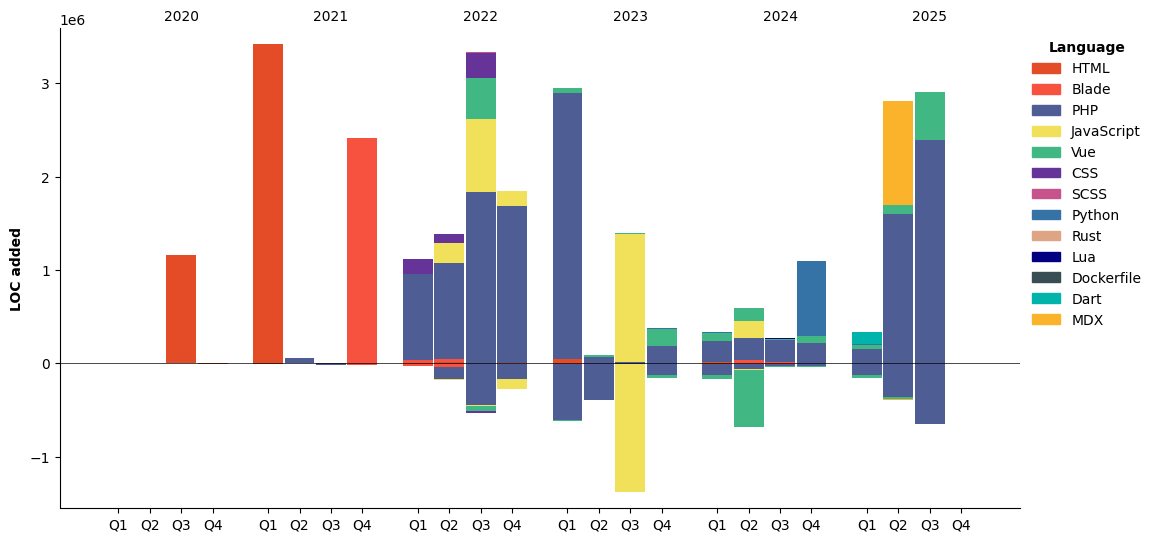 1e6
2020 2021 2022 2023 2024 2025
LOC added
3
2
1
0
−1
Q1 Q2 Q3 Q4 Q1 Q2 Q3 Q4 Q1 Q2 Q3 Q4 Q1 Q2 Q3 Q4 Q1 Q2 Q3 Q4 Q1 Q2 Q3 Q4
Language
HTML
Blade
PHP
JavaScript
Vue
CSS
SCSS
Python
Rust
Lua
Dockerfile
Dart
MDX